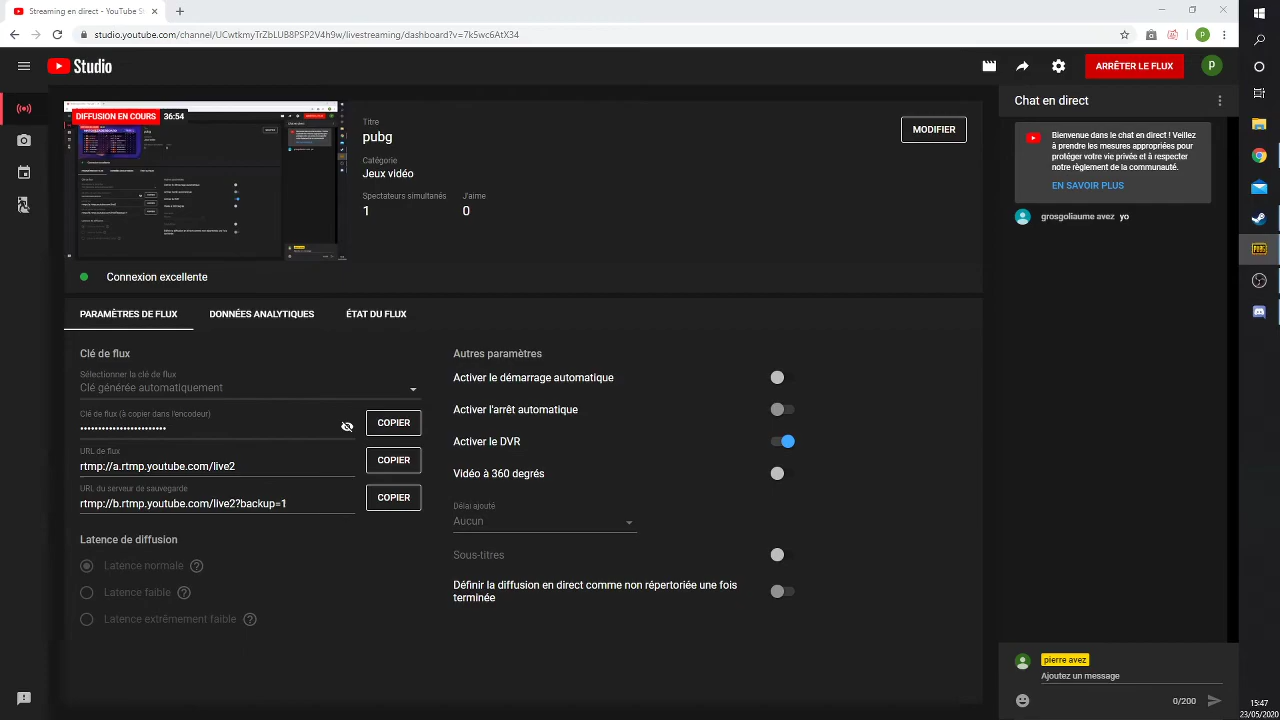 Streaming en direct - YouTube St
studio.youtube.com/channel/UCwtkmyTrZbLUB8PSP2V4h9w/livestreaming/dashboard?v=7k5wc6AtX34
p
Studio
ARRÊTER LE FLUX
p
DIFFUSION EN COURS 36:54
Titre
pubg
MODIFIER
Catégorie
Jeux vidéo
Spectateurs simultanés J'aime
1 0
Connexion excellente
PARAMÈTRES DE FLUX DONNÉES ANALYTIQUES ÉTAT DU FLUX
Clé de flux
Sélectionner la clé de flux
Clé générée automatiquement
Clé de flux (à copier dans l'encodeur)
••••••••••••••••••••••••
COPIER
URL de flux
rtmp://a.rtmp.youtube.com/live2
COPIER
URL du serveur de sauvegarde
rtmp://b.rtmp.youtube.com/live2?backup=1
COPIER
Latence de diffusion
Latence normale
Latence faible
Latence extrêmement faible
Autres paramètres
Activer le démarrage automatique
Activer l'arrêt automatique
Activer le DVR
Vidéo à 360 degrés
Délai ajouté
Aucun
Sous-titres
Définir la diffusion en direct comme non répertoriée une fois
terminée
Chat en direct
Bienvenue dans le chat en direct ! Veillez
à prendre les mesures appropriées pour
protéger votre vie privée et à respecter
notre règlement de la communauté.
EN SAVOIR PLUS
grosgoliaume avez yo
pierre avez
Ajoutez un message
0/200
15:47
23/05/2020